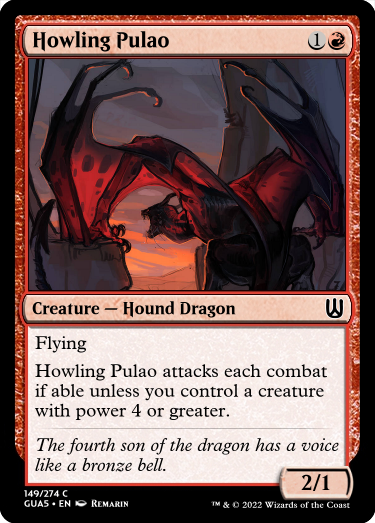 Howling Pulao 1
Creature — Hound Dragon
Flying
Howling Pulao attacks each combat
if able unless you control a creature
with power 4 or greater.
The fourth son of the dragon has a voice
like a bronze bell.
2/1
149/274 C
GUA5 • EN Remarin
™ & © 2022 Wizards of the Coast